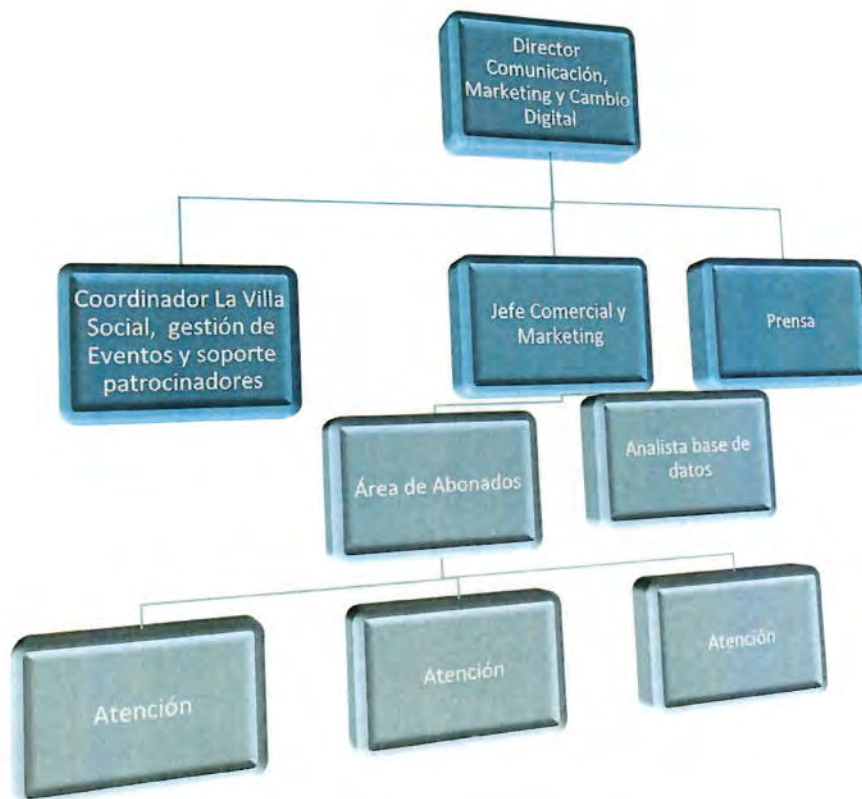 Director
Comunicación,
Marketing y Cambio
Digital
Coordinador La Villa
Social, gestión de
Eventos y soporte
patrocinadores
Jefe Comercial y
Marketing
Prensa
Área de Abonados
Analista base de
datos
Atención
Atención
Atención